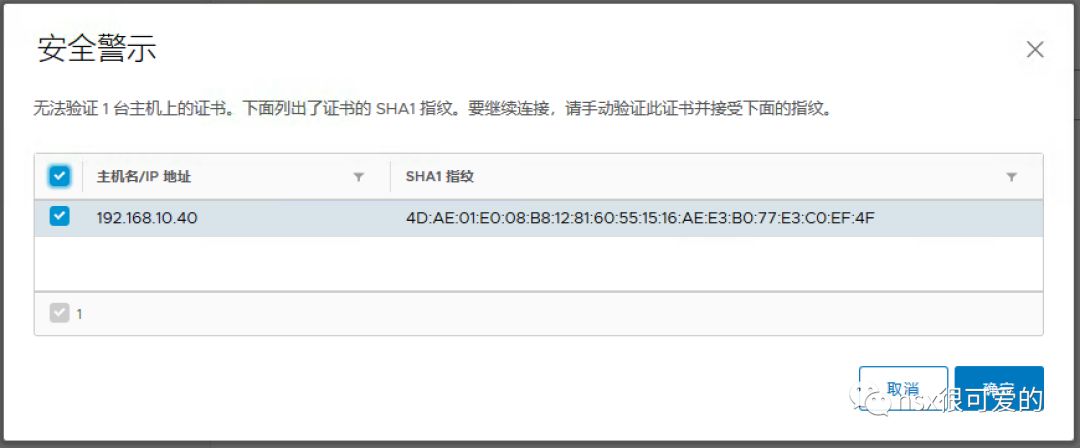 安全警示
无法验证 1 台主机上的证书。下面列出了证书的 SHA1 指纹。要继续连接，请手动验证此证书并接受下面的指纹。
主机名/IP 地址 SHA1 指纹
192.168.10.40 4D:AE:01:E0:08:B8:12:81:60:55:15:16:AE:E3:B0:77:E3:C0:EF:4F
1
取消 确定
nsx很可爱的